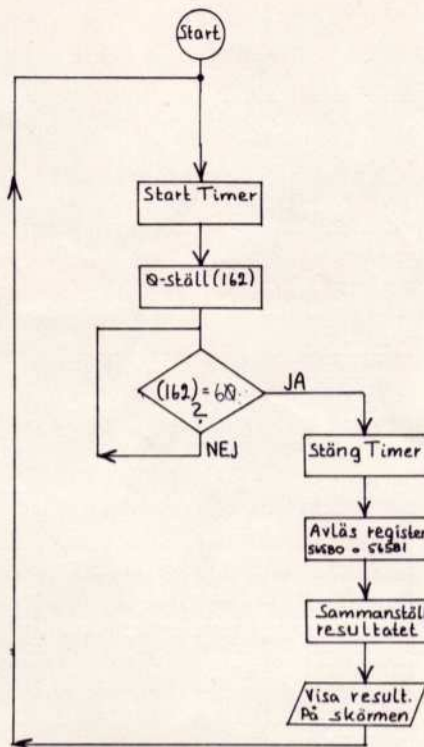 Start
Start Timer
0-ställ (162)
(162) = 60
?
JA
NEJ
Stäng Timer
Avläs register
56580 o 56581
Sammanställ
resultatet
Visa result.
På skärmen